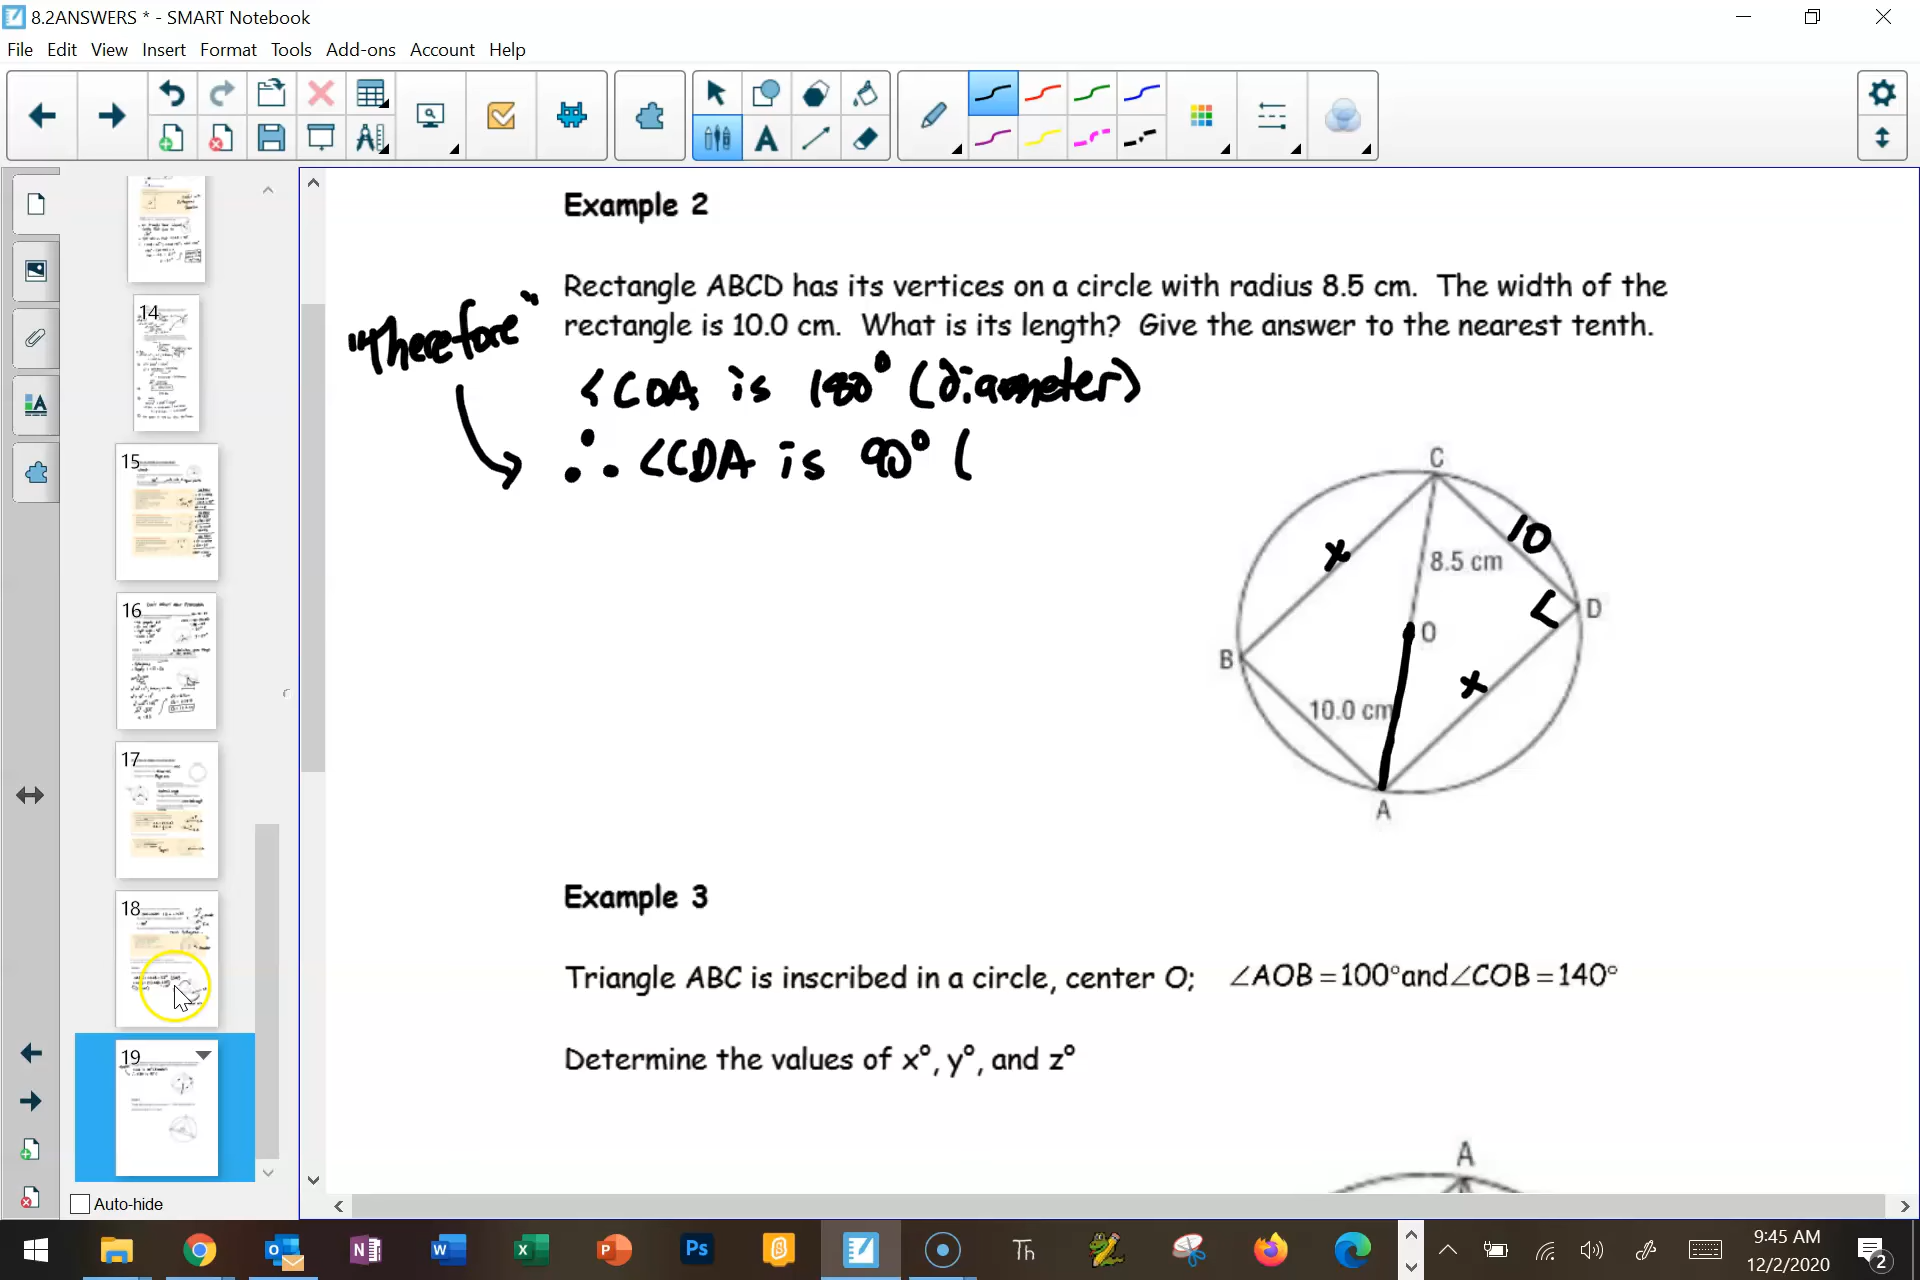 8.2ANSWERS * - SMART Notebook
File Edit View Insert Format Tools Add-ons Account Help
14
15
16
17
18
19
Auto-hide
Example 2
Rectangle ABCD has its vertices on a circle with radius 8.5 cm. The width of the
rectangle is 10.0 cm. What is its length? Give the answer to the nearest tenth.
"Therefore"
<COA is 180° (diameter)
∴ <CDA is 90° (
C
10
x
8.5 cm
D
O
B
x
10.0 cm
A
Example 3
Triangle ABC is inscribed in a circle, center O; ∠AOB = 100° and ∠COB = 140°
Determine the values of x°, y°, and z°
A
9:45 AM
12/2/2020
2